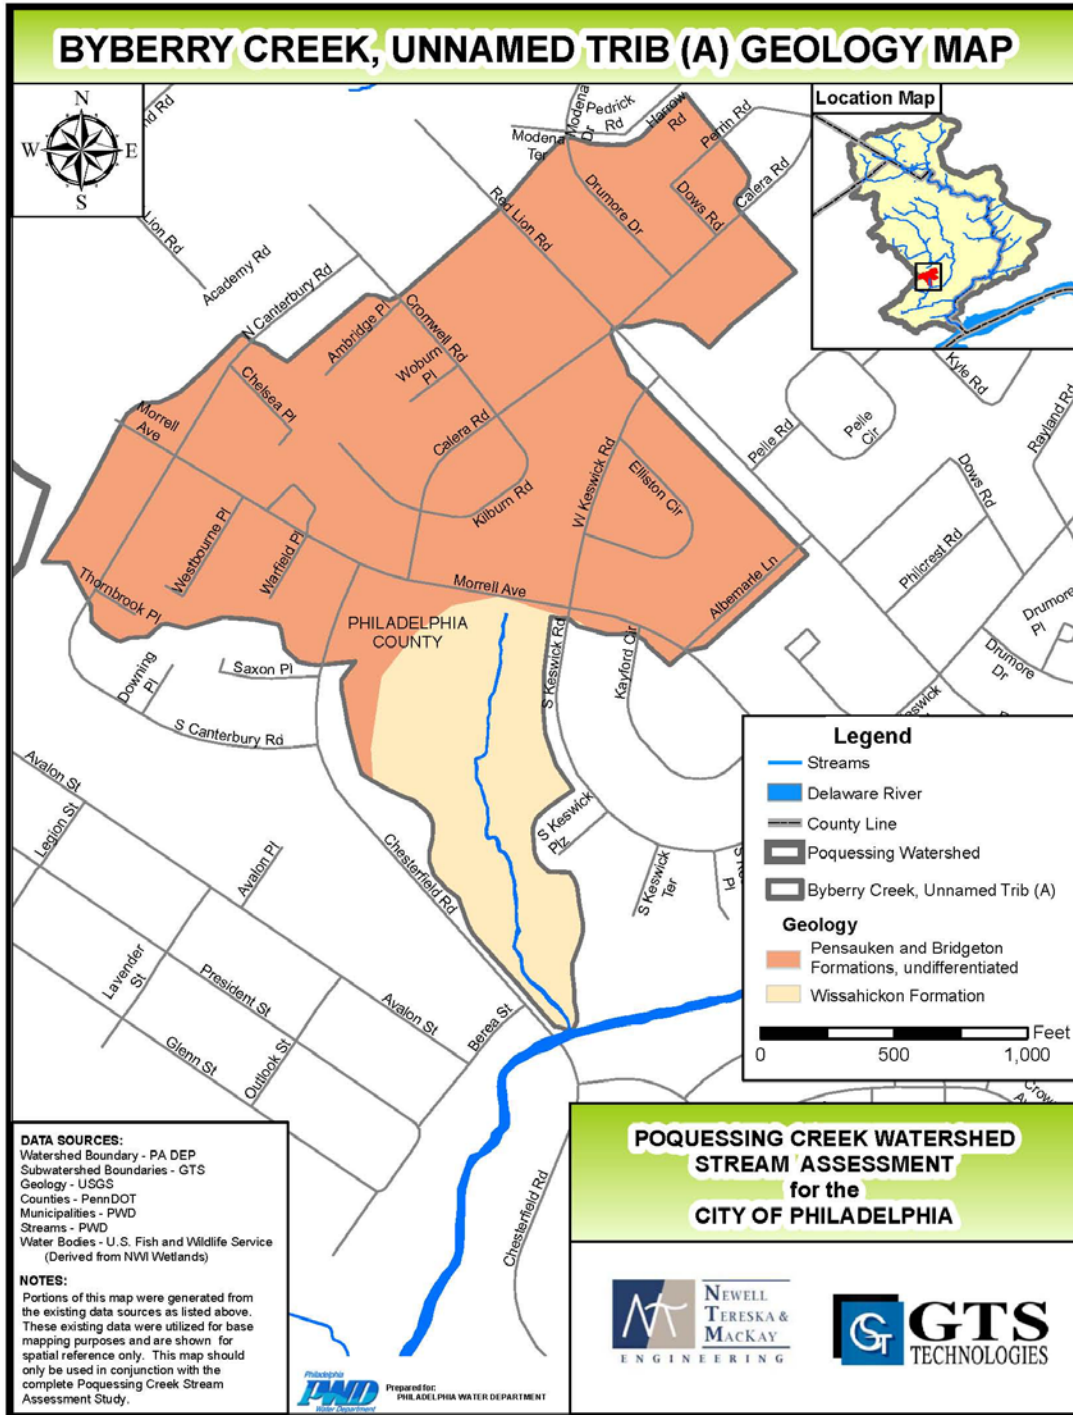 BYBERRY CREEK, UNNAMED TRIB (A) GEOLOGY MAP
N
W
E
S
Location Map
Modena
Dr
Pedrick
Rd
Harrow
Rd
Perrin Rd
Modena
Ter
Calera Rd
Drumore Dr
Dows Rd
Red Lion Rd
nd Rd
Lion Rd
Academy Rd
N Canterbury Rd
Ambridge Pl
Cromwell Rd
Woburn
Pl
Chelsea Pl
Morrell
Ave
Calera Rd
Kilburn Rd
W Keswick Rd
Elliston Cir
Pelle Rd
Pelle
Cir
Kyle Rd
Rayland Rd
Dows Rd
Philcrest Rd
Westbourne Pl
Warfield Pl
Thornbrook Pl
Morrell Ave
Albemarle Ln
Drumore
Pl
Drumore
Dr
PHILADELPHIA
COUNTY
S Keswick Rd
Kayford Cir
Downing
Pl
Saxon Pl
S Canterbury Rd
Avalon St
Legion St
Avalon Pl
Chesterfield Rd
S Keswick
Plz
S Keswick
Ter
Pl
Lavender
St
President St
Avalon St
Berea St
Glenn St
Outlook St
Chesterfield Rd
Legend
Streams
Delaware River
County Line
Poquessing Watershed
Byberry Creek, Unnamed Trib (A)
Geology
Pensauken and Bridgeton
Formations, undifferentiated
Wissahickon Formation
Feet
0 500 1,000
DATA SOURCES:
Watershed Boundary - PA DEP
Subwatershed Boundaries - GTS
Geology - USGS
Counties - PennDOT
Municipalities - PWD
Streams - PWD
Water Bodies - U.S. Fish and Wildlife Service
(Derived from NWI Wetlands)
NOTES:
Portions of this map were generated from
the existing data sources as listed above.
These existing data were utilized for base
mapping purposes and are shown for
spatial reference only. This map should
only be used in conjunction with the
complete Poquessing Creek Stream
Assessment Study.
Philadelphia
PWD
Water Department
Prepared for:
PHILADELPHIA WATER DEPARTMENT
POQUESSING CREEK WATERSHED
STREAM ASSESSMENT
for the
CITY OF PHILADELPHIA
NEWELL
TERESKA &
MACKAY
ENGINEERING
GTS
TECHNOLOGIES